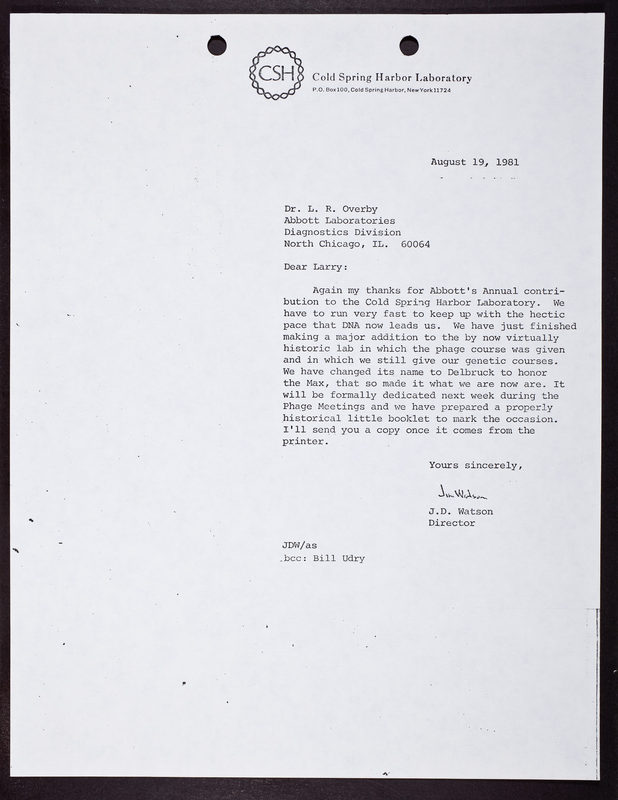 CSH
Cold Spring Harbor Laboratory
P.O. Box 100, Cold Spring Harbor, New York 11724
August 19, 1981
Dr. L. R. Overby
Abbott Laboratories
Diagnostics Division
North Chicago, IL. 60064
Dear Larry:
Again my thanks for Abbott's Annual contri-
bution to the Cold Spring Harbor Laboratory. We
have to run very fast to keep up with the hectic
pace that DNA now leads us. We have just finished
making a major addition to the by now virtually
historic lab in which the phage course was given
and in which we still give our genetic courses.
We have changed its name to Delbruck to honor
the Max, that so made it what we are now are. It
will be formally dedicated next week during the
Phage Meetings and we have prepared a properly
historical little booklet to mark the occasion.
I'll send you a copy once it comes from the
printer.
Yours sincerely,
Jim Watson
J.D. Watson
Director
JDW/as
bcc: Bill Udry